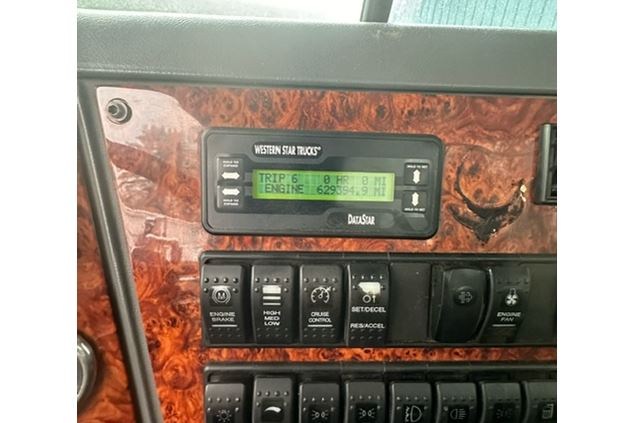 WESTERN STAR TRUCKS
TRIP 6 0 HR 0 MI
ENGINE 629394.9 MI
DATASTAR
ENGINE
BRAKE
HIGH
MED
LOW
CRUISE
CONTROL
SET/DECEL
RES/ACCEL
ENGINE
FAN